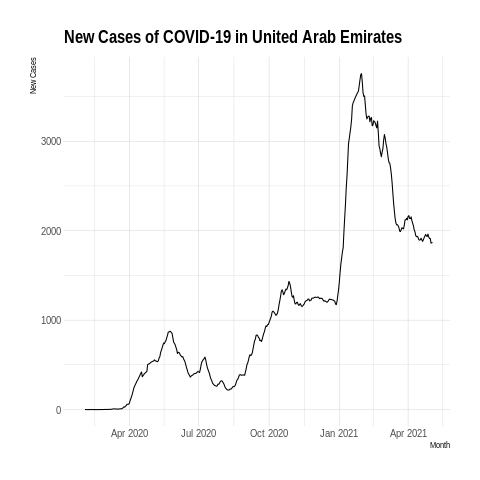 New Cases of COVID-19 in United Arab Emirates
New Cases
3000
2000
1000
0
Apr 2020 Jul 2020 Oct 2020 Jan 2021 Apr 2021
Month